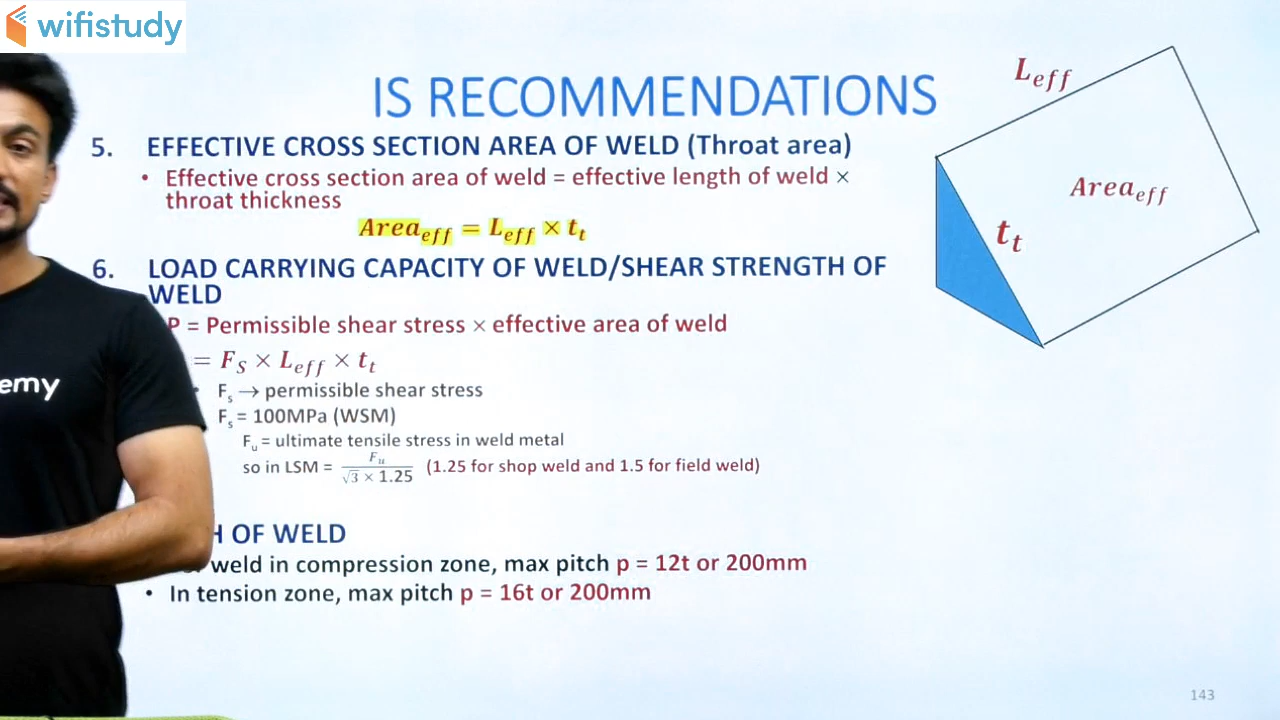 wifistudy
IS RECOMMENDATIONS
5. EFFECTIVE CROSS SECTION AREA OF WELD (Throat area)
• Effective cross section area of weld = effective length of weld ×
throat thickness
Area_eff = L_eff × t_t
6. LOAD CARRYING CAPACITY OF WELD/SHEAR STRENGTH OF
WELD
P = Permissible shear stress × effective area of weld
= F_S × L_eff × t_t
F_s → permissible shear stress
F_s = 100MPa (WSM)
F_u = ultimate tensile stress in weld metal
so in LSM = F_u / √3 × 1.25 (1.25 for shop weld and 1.5 for field weld)
OF WELD
weld in compression zone, max pitch p = 12t or 200mm
• In tension zone, max pitch p = 16t or 200mm
L_eff
Area_eff
t_t
emy
143